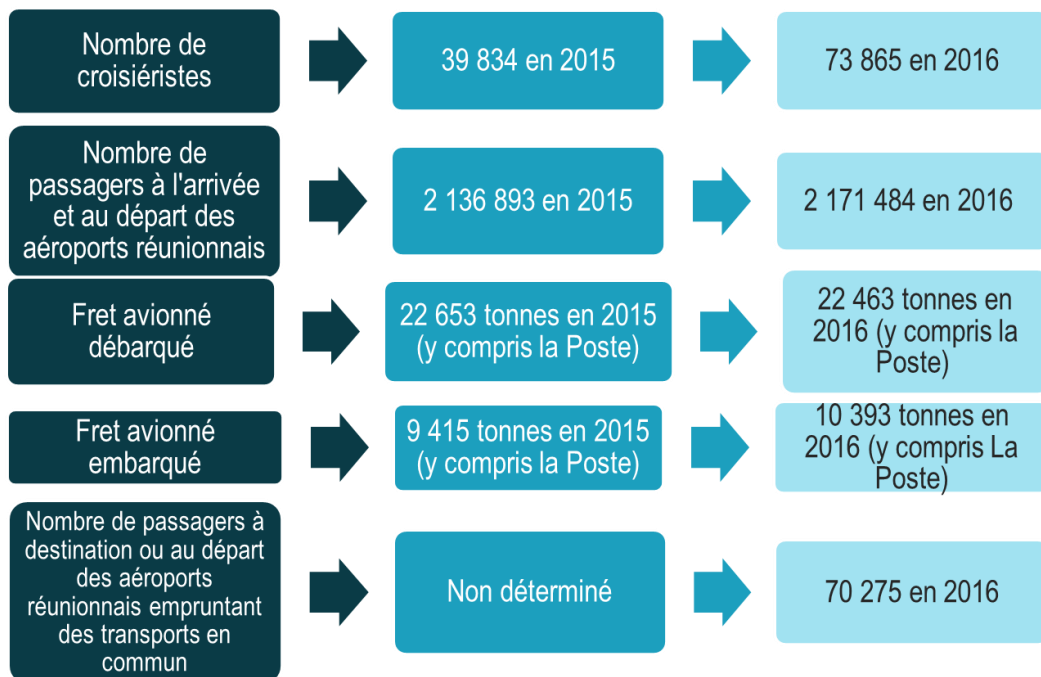 Nombre de
croisiéristes
39 834 en 2015
73 865 en 2016
Nombre de
passagers à l'arrivée
et au départ des
aéroports réunionnais
2 136 893 en 2015
2 171 484 en 2016
Fret avionné
débarqué
22 653 tonnes en 2015
(y compris la Poste)
22 463 tonnes en
2016 (y compris la
Poste)
Fret avionné
embarqué
9 415 tonnes en 2015
(y compris la Poste)
10 393 tonnes en
2016 (y compris La
Poste)
Nombre de passagers à
destination ou au départ
des aéroports
réunionnais empruntant
des transports en
commun
Non déterminé
70 275 en 2016